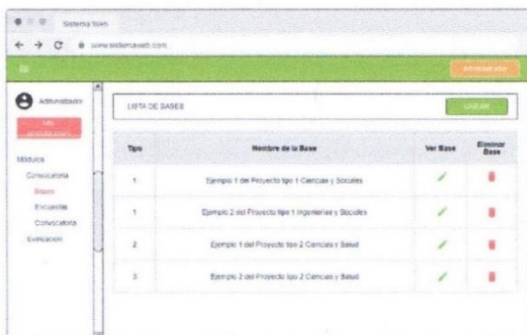 Sistema Web
www.sistemaweb.com
Administrador
LISTA DE BASES
CREAR
Módulos
Convocatoria
Bases
Encuestas
Convocatoria
Evaluación
Tipo Nombre de la Base Ver Base Eliminar Base
1 Ejemplo 1 del Proyecto tipo 1 Ciencias y Sociales
1 Ejemplo 2 del Proyecto tipo 1 Ingenierías y Sociales
2 Ejemplo 1 del Proyecto tipo 2 Ciencias y Salud
3 Ejemplo 2 del Proyecto tipo 2 Ciencias y Salud